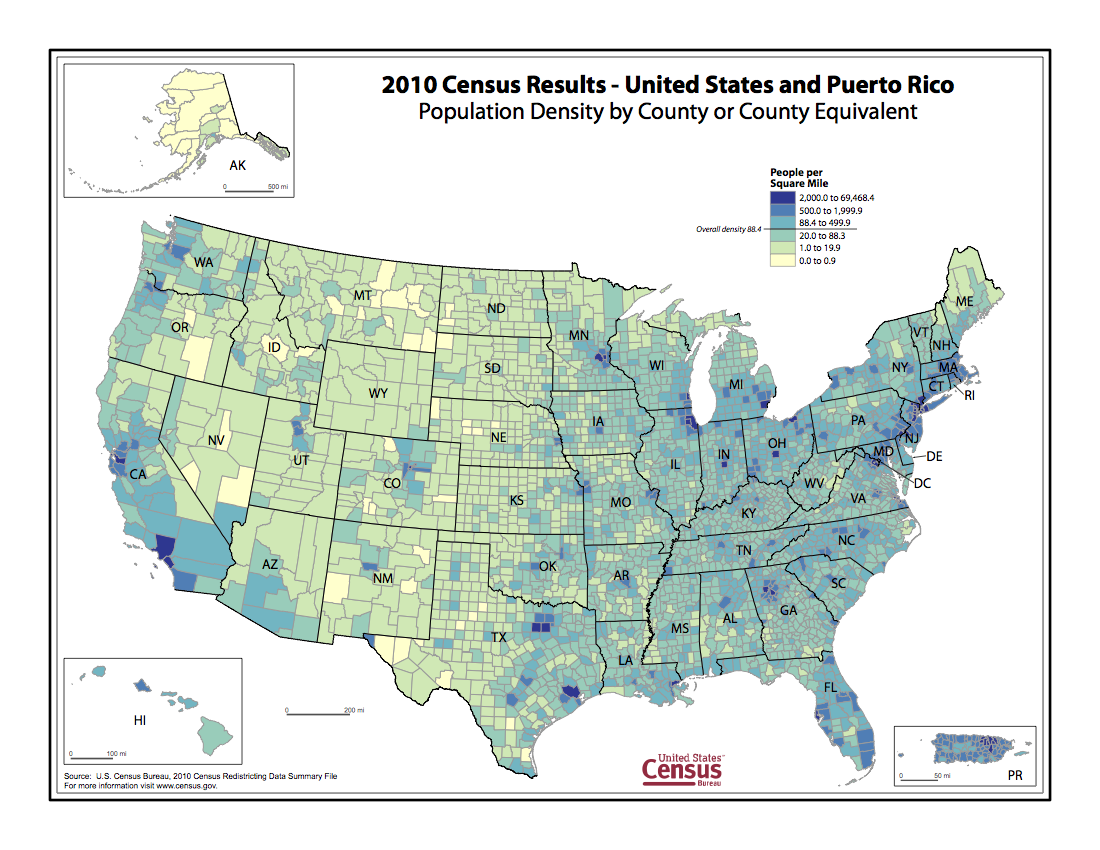 2010 Census Results - United States and Puerto Rico
Population Density by County or County Equivalent
AK
0 500 mi
People per
Square Mile
2,000.0 to 69,468.4
500.0 to 1,999.9
88.4 to 499.9
Overall density 88.4
20.0 to 88.3
1.0 to 19.9
0.0 to 0.9
WA
MT
ND
MN
ME
OR
ID
SD
WI
MI
VT
NH
NY
MA
CT
RI
WY
NV
UT
CA
CO
NE
IA
IL
IN
OH
PA
NJ
MD
DE
DC
KS
MO
WV
VA
KY
AZ
NM
OK
AR
TN
NC
SC
TX
LA
MS
AL
GA
FL
HI
0 100 mi
0 200 mi
PR
0 50 mi
United States™
Census
Bureau
Source: U.S. Census Bureau, 2010 Census Redistricting Data Summary File
For more information visit www.census.gov.